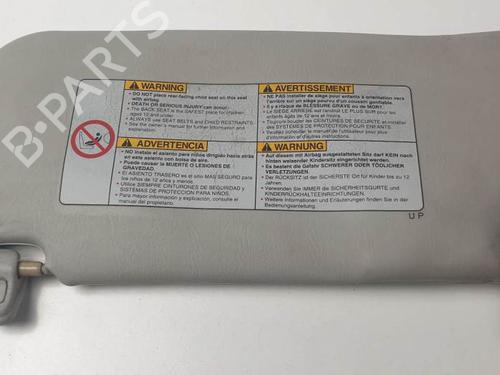 WARNING
• DO NOT place rear-facing child seat on this seat
with airbag
• DEATH OR SERIOUS INJURY can occur.
• The BACK SEAT is the SAFEST place for children
aged 12 and under.
• ALWAYS use SEAT BELTS and CHILD RESTRAINTS.
See the owner's manual for further information and
explanation.
AVERTISSEMENT
• NE PAS installer de siège pour enfants à orientation vers
l'arrière sur un siège pourvu d'un coussin gonflable.
• Il y a risque de BLESSURE GRAVE ou de MORT.
• Le SIEGE ARRIERE est l'endroit LE PLUS SUR pour les
enfants âgés de 12 ans et moins.
• Toujours boucler les CEINTURES DE SECURITE et installer
des SYSTEMES DE PROTECTION POUR ENFANTS.
• Veuillez consulter le manuel de l'utilisateur pour plus
d'information et d'instructions.
ADVERTENCIA
• NO instale el asiento para niños dirigido hacia atrás
en este asiento con bolsa de aire.
• Puede causar la MUERTE O LESIONES DE
GRAVEDAD.
• El ASIENTO TRASERO es el sitio MAS SEGURO para
los niños de 12 años y menores.
• Utilice SIEMPRE CINTURONES DE SEGURIDAD y
SISTEMAS DE PROTECCION PARA NIÑOS.
• Para mayor información y explicación, consulte el
manual del propietario.
WARNUNG
• Auf diesem mit Airbag ausgestatteten Sitz darf KEIN nach
hinten weisender Kindersitz eingerichtet werden.
• Es besteht die Gefahr SCHWERER ODER TÖDLICHER
VERLETZUNGEN.
• Der RÜCKSITZ ist der SICHERSTE Ort für Kinder bis zu 12
Jahren.
• Verwenden Sie IMMER die SICHERHEITSGURTE und
KINDERRÜCKHALTEEINRICHTUNGEN.
• Weitere Informationen und Erläuterungen finden Sie in der
Bedienungsanleitung.
UP
B PARTS